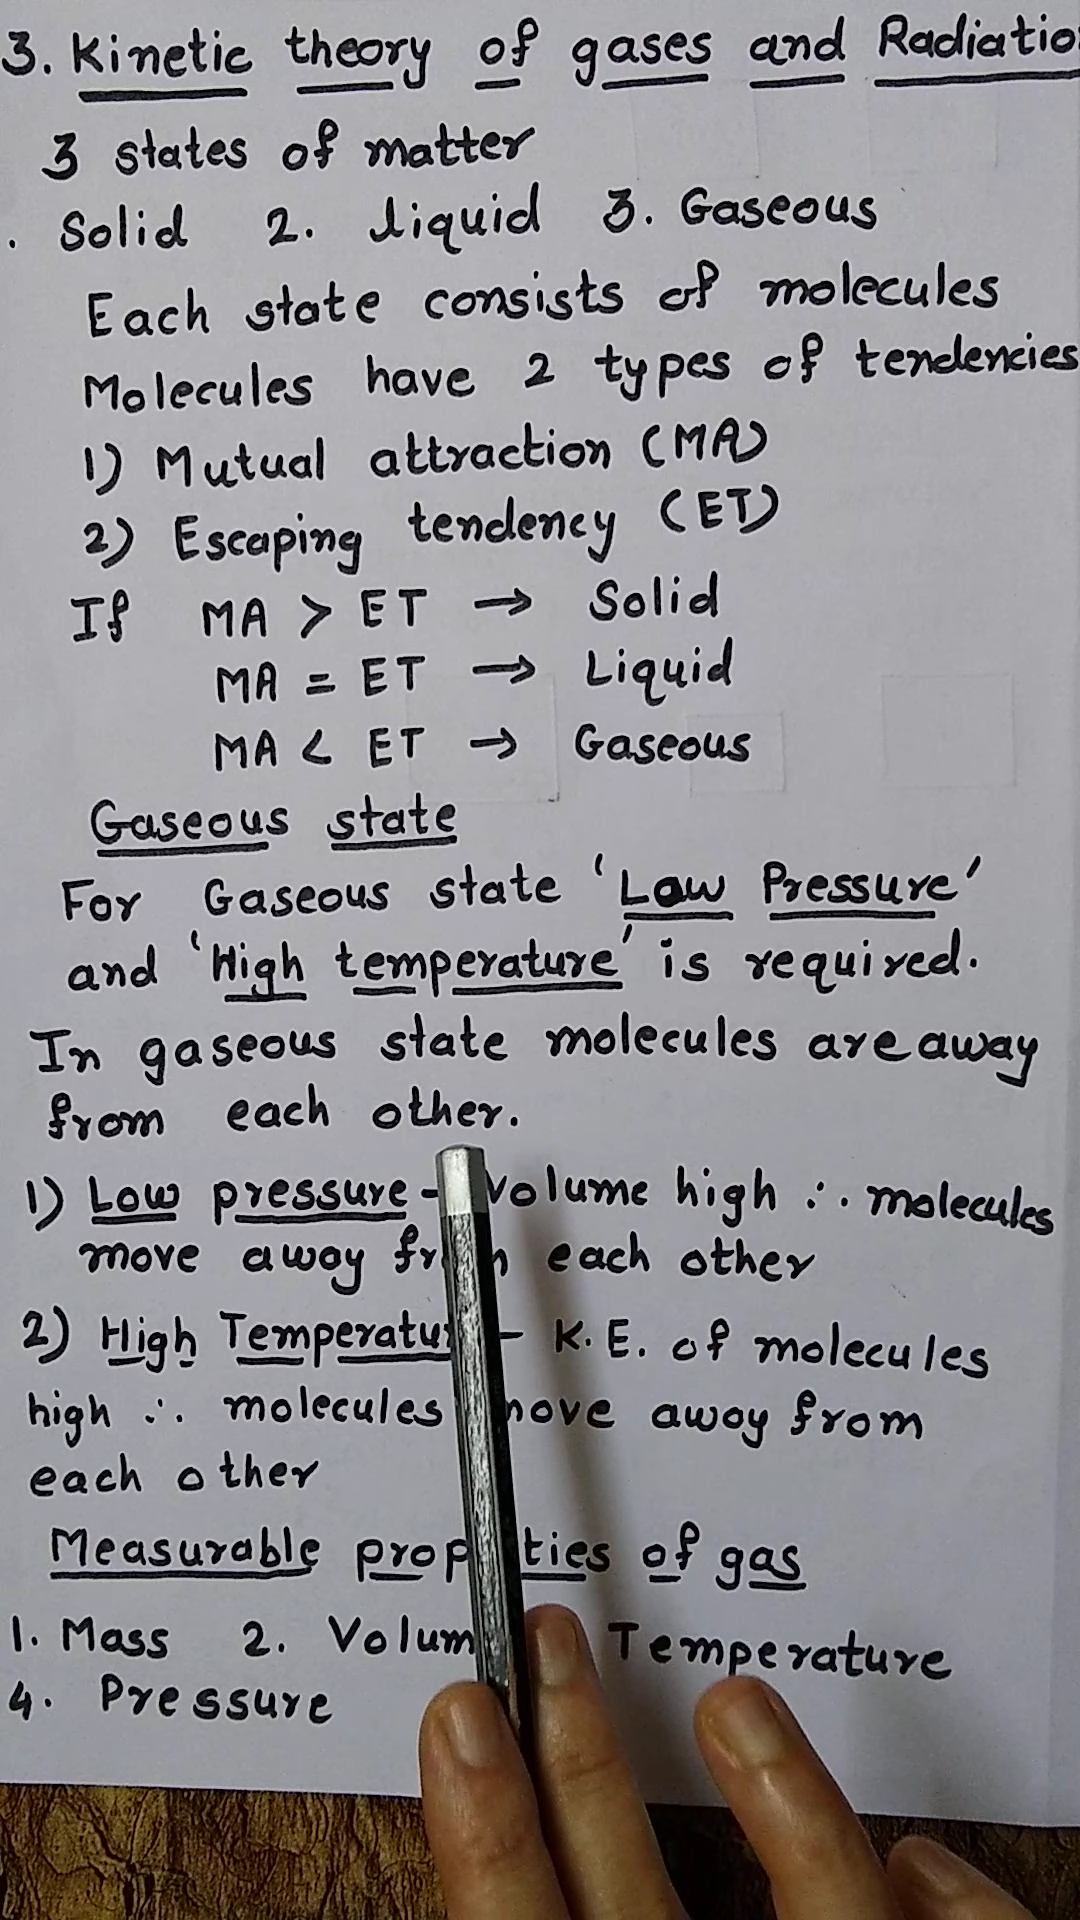 3. Kinetic theory of gases and Radiatio
3 states of matter
. Solid 2. liquid 3. Gaseous
Each state consists of molecules
Molecules have 2 types of tendencies
1) Mutual attraction (MA)
2) Escaping tendency (ET)
If MA > ET → Solid
MA = ET → Liquid
MA < ET → Gaseous
Gaseous state
For Gaseous state 'Low Pressure'
and 'High temperature' is required.
In gaseous state molecules are away
from each other.
1) Low pressure - Volume high ∴ molecules
move away from each other
2) High Temperatu - K.E. of molecules
high ∴ molecules move away from
each other
Measurable properties of gas
1. Mass 2. Volum Temperature
4. Pressure